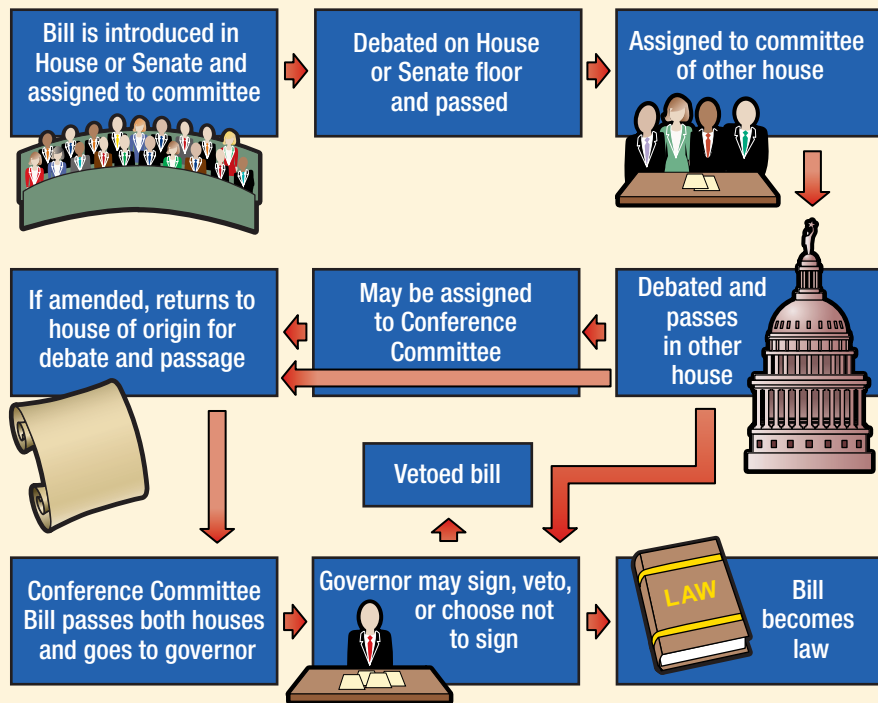 Bill is introduced in
House or Senate and
assigned to committee
Debated on House
or Senate floor
and passed
Assigned to committee
of other house
Debated and
passes
in other
house
May be assigned
to Conference
Committee
If amended, returns to
house of origin for
debate and passage
Vetoed bill
Conference Committee
Bill passes both houses
and goes to governor
Governor may sign, veto,
or choose not
to sign
LAW
Bill
becomes
law